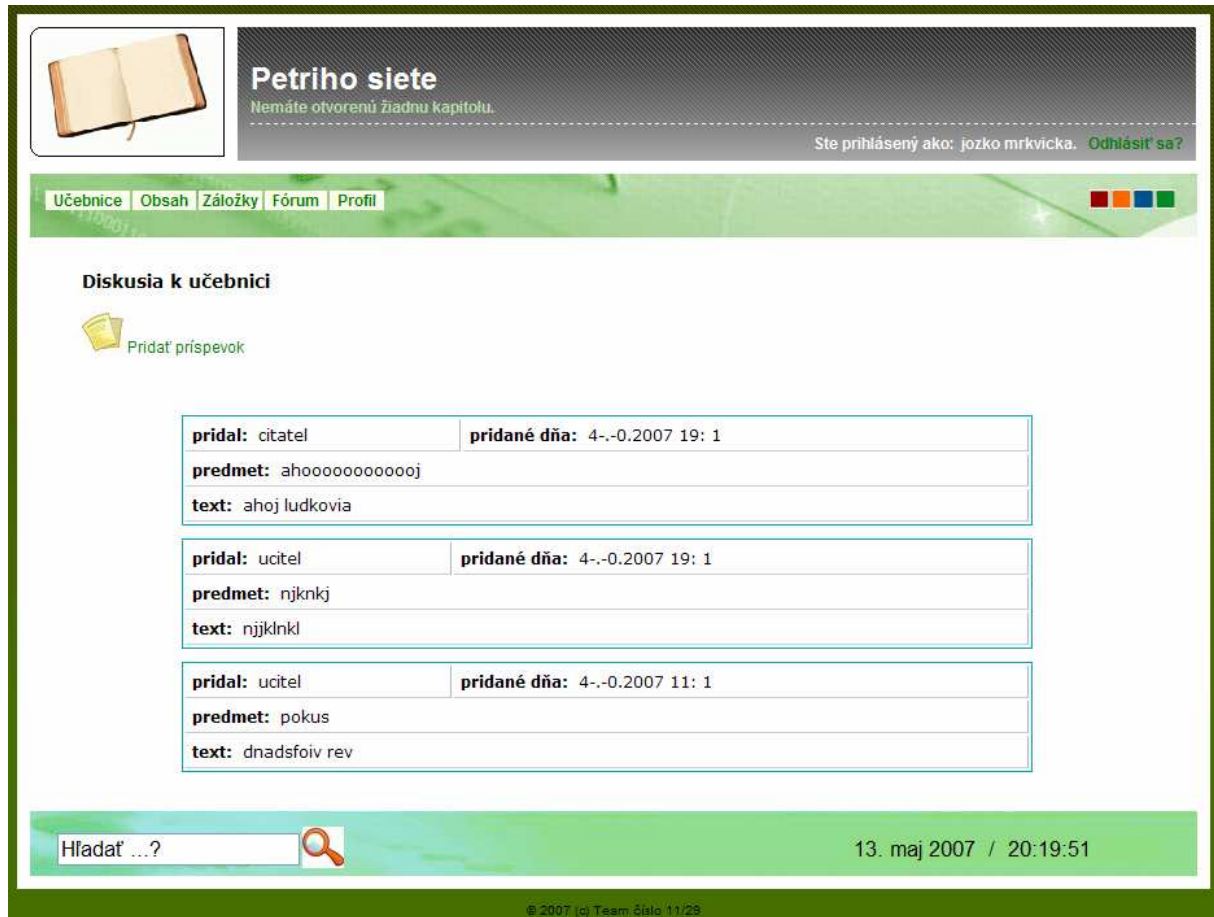 Petriho siete
Nemáte otvorenú žiadnu kapitolu.
Ste prihlásený ako: jozko mrkvicka. Odhlásiť sa?
Učebnice Obsah Záložky Fórum Profil
Diskusia k učebnici
Pridať príspevok
pridal: citatel pridané dňa: 4-.-0.2007 19: 1
predmet: ahoooooooooooj
text: ahoj ludkovia
pridal: ucitel pridané dňa: 4-.-0.2007 19: 1
predmet: njknkj
text: njjklnkl
pridal: ucitel pridané dňa: 4-.-0.2007 11: 1
predmet: pokus
text: dnadsfoiv rev
Hľadať ...?
13. maj 2007 / 20:19:51
© 2007 (c) Team číslo 11/29